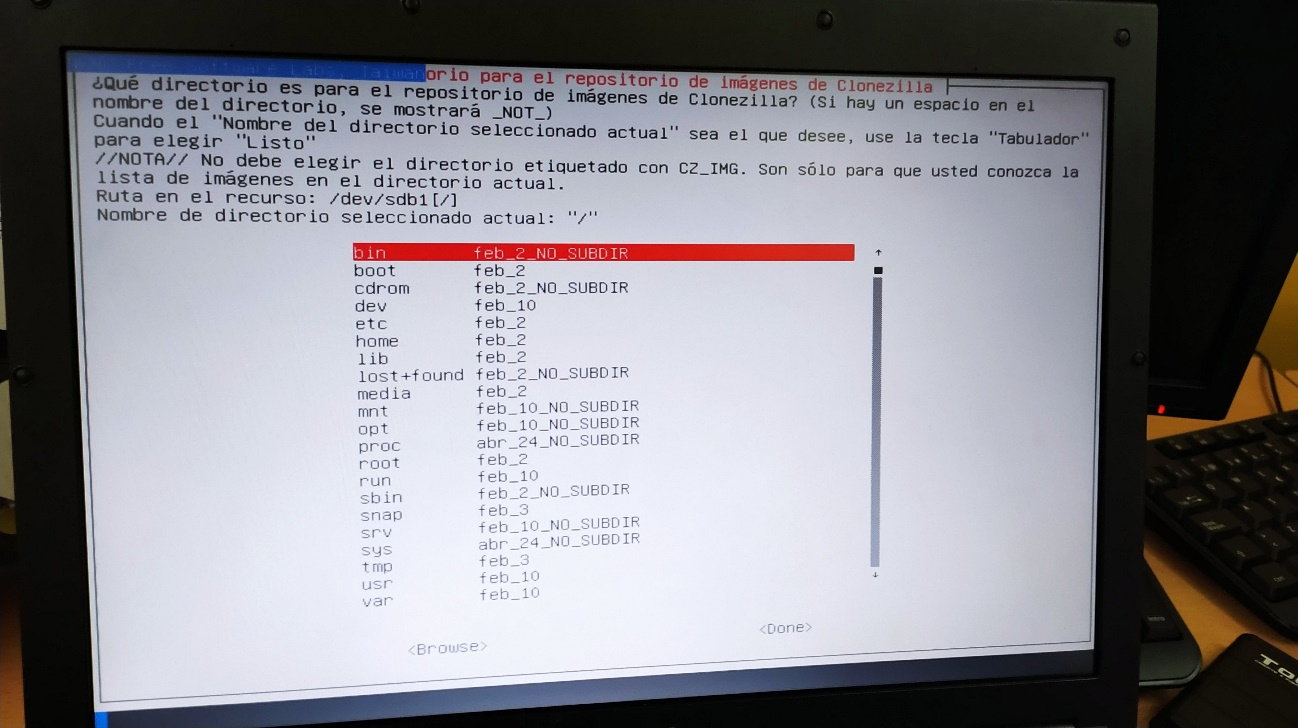 orio para el repositorio de imágenes de Clonezilla
¿Qué directorio es para el repositorio de imágenes de Clonezilla? (Si hay un espacio en el
nombre del directorio, se mostrará _NOT_)
Cuando el "Nombre del directorio seleccionado actual" sea el que desee, use la tecla "Tabulador"
para elegir "Listo"
//NOTA// No debe elegir el directorio etiquetado con CZ_IMG. Son sólo para que usted conozca la
lista de imágenes en el directorio actual.
Ruta en el recurso: /dev/sdb1[/]
Nombre de directorio seleccionado actual: "/"
bin feb_2_NO_SUBDIR
boot feb_2
cdrom feb_2_NO_SUBDIR
dev feb_10
etc feb_2
home feb_2
lib feb_2
lost+found feb_2_NO_SUBDIR
media feb_2
mnt feb_10_NO_SUBDIR
opt feb_10_NO_SUBDIR
proc abr_24_NO_SUBDIR
root feb_2
run feb_10
sbin feb_2_NO_SUBDIR
snap feb_3
srv feb_10_NO_SUBDIR
sys abr_24_NO_SUBDIR
tmp feb_3
usr feb_10
var feb_10
<Browse> <Done>